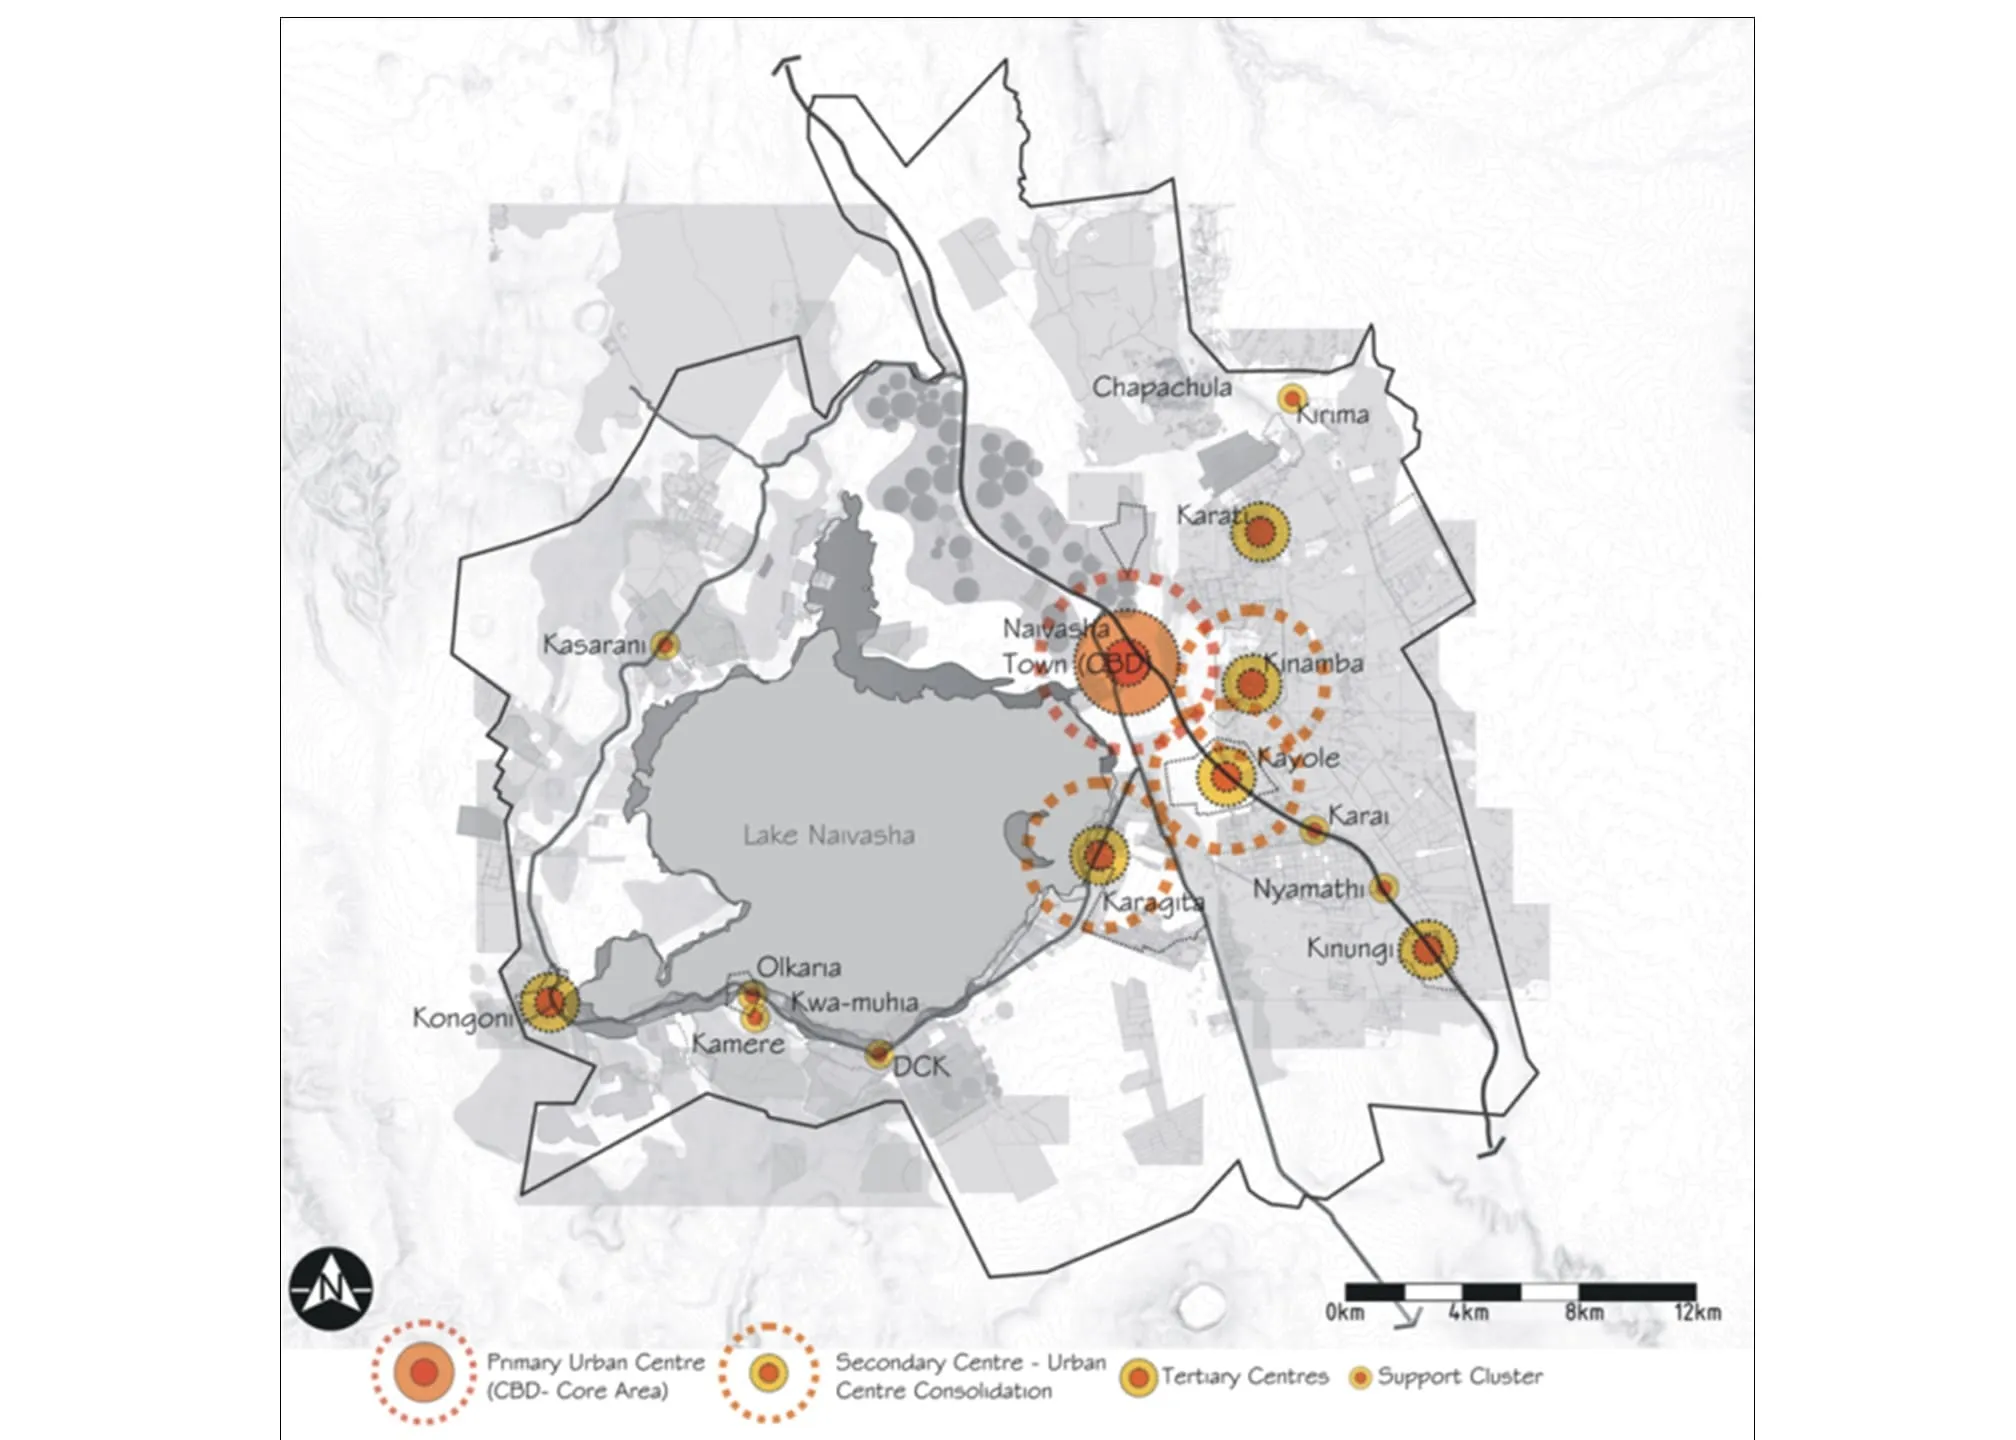 Chapachula
Kirima
Karati
Naivasha
Town (CBD)
Kinamba
Kasarani
Kayole
Karai
Lake Naivasha
Nyamathi
Karagita
Kinungi
Olkaria
Kwa-muhia
Kongoni
Kamere
DCK
N
0km 4km 8km 12km
Primary Urban Centre
(CBD- Core Area)
Secondary Centre - Urban
Centre Consolidation
Tertiary Centres
Support Cluster